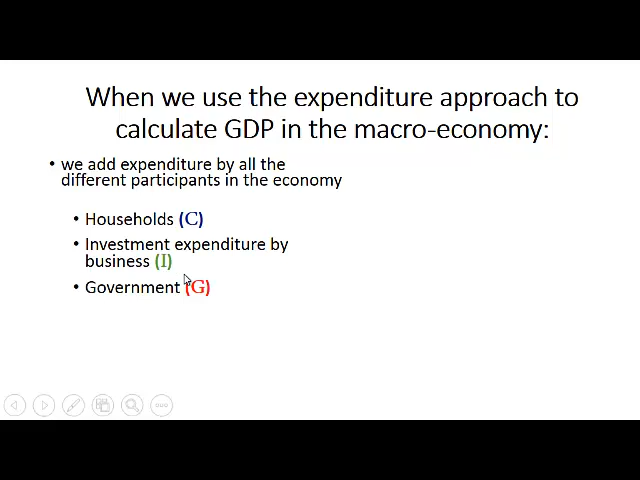 When we use the expenditure approach to
calculate GDP in the macro-economy:
• we add expenditure by all the
different participants in the economy
• Households (C)
• Investment expenditure by
business (I)
• Government (G)